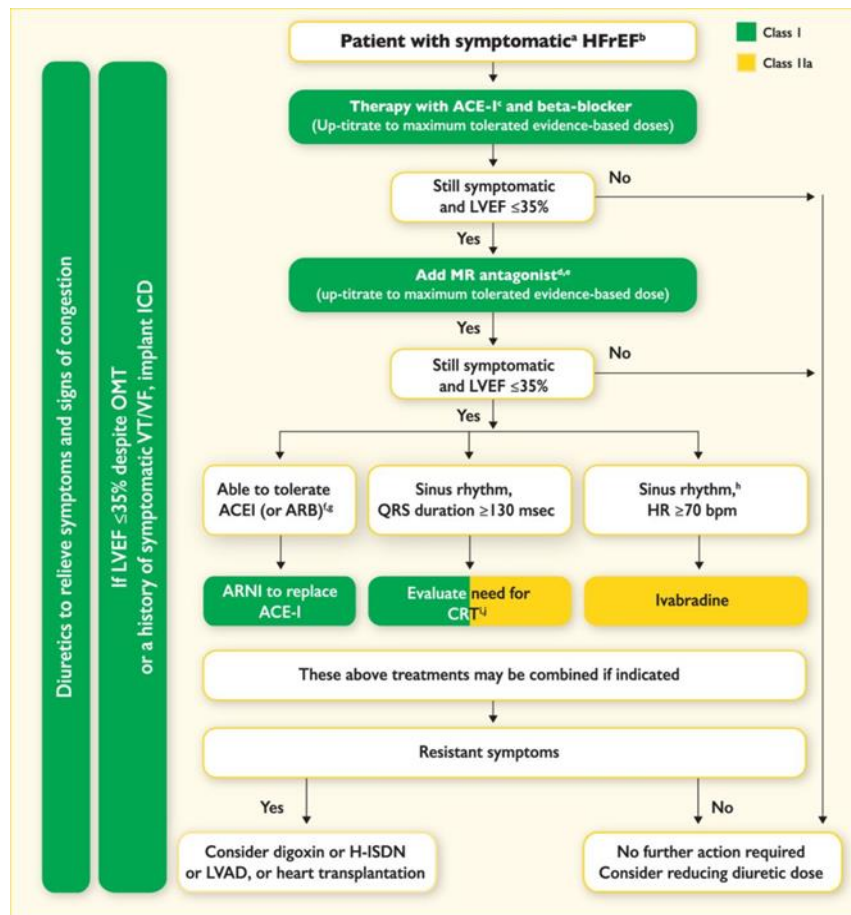 Patient with symptomaticᵃ HFrEFᵇ
Class I
Class IIa
Therapy with ACE-Iᶜ and beta-blocker
(Up-titrate to maximum tolerated evidence-based doses)
Still symptomatic
and LVEF ≤35%
No
Yes
Add MR antagonistᵈ,ᵉ
(up-titrate to maximum tolerated evidence-based dose)
Yes
Still symptomatic
and LVEF ≤35%
No
Yes
Able to tolerate
ACEI (or ARB)ᶠ,ᵍ
Sinus rhythm,
QRS duration ≥130 msec
Sinus rhythm,ʰ
HR ≥70 bpm
ARNI to replace
ACE-I
Evaluate need for
CRTⁱ,ʲ
Ivabradine
These above treatments may be combined if indicated
Resistant symptoms
Yes
No
Consider digoxin or H-ISDN
or LVAD, or heart transplantation
No further action required
Consider reducing diuretic dose
Diuretics to relieve symptoms and signs of congestion
If LVEF ≤35% despite OMT
or a history of symptomatic VT/VF, implant ICD